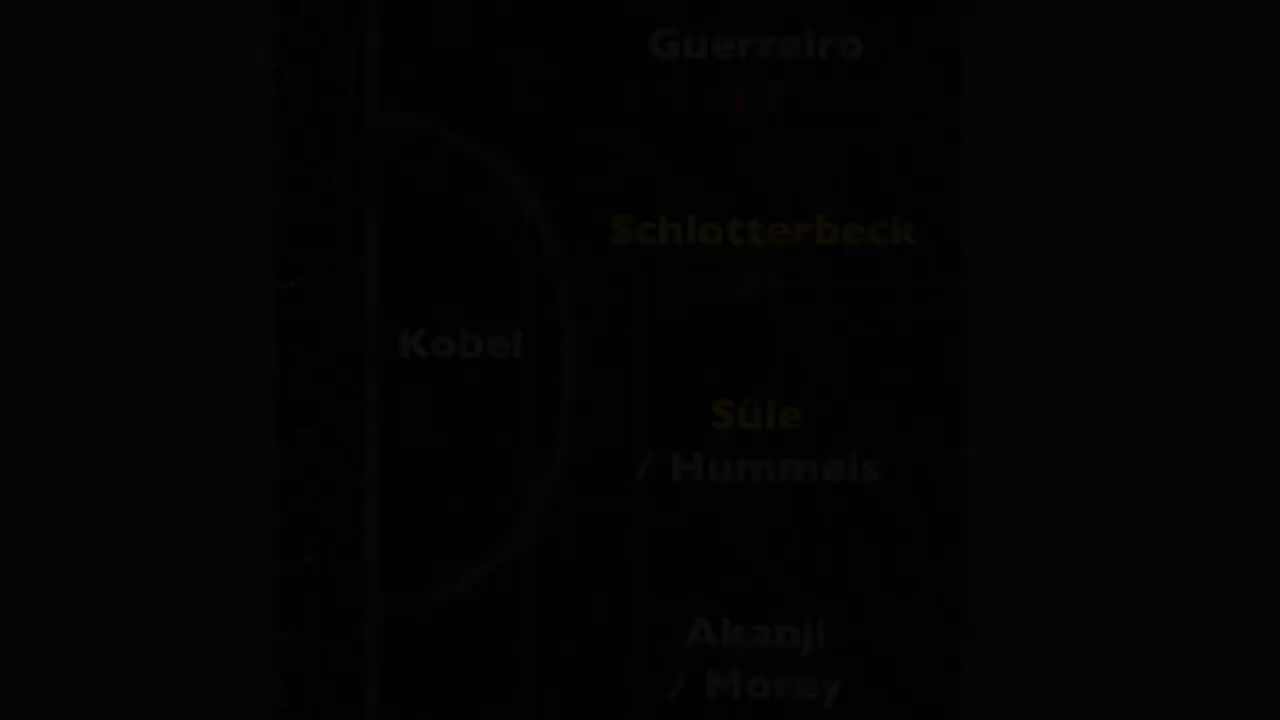 Guerreiro
Schlotterbeck
Kobel
Süle
/ Hummels
Akanji
/ Morey